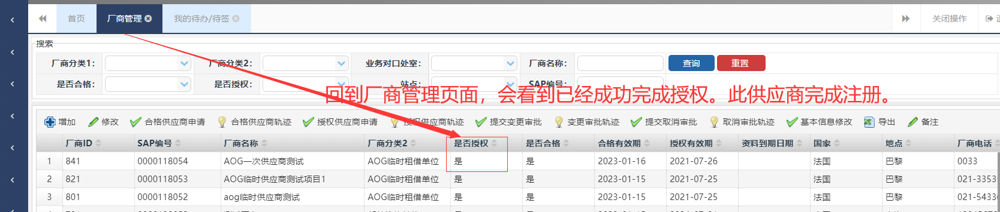 首页 厂商管理 我的待办/待签 关闭操作
搜索
厂商分类1: 厂商分类2: 业务对口处室: 厂商名称: 查询 重置
是否合格: 是否授权: 站点: SAP编号:
回到厂商管理页面，会看到已经成功完成授权。此供应商完成注册。
增加 修改 合格供应商申请 合格供应商轨迹 授权供应商申请 授权供应商轨迹 提交变更审批 变更审批轨迹 提交取消审批 取消审批轨迹 基本信息修改 导出 备注
厂商ID SAP编号 厂商名称 厂商分类2 是否授权 是否合格 合格有效期 授权有效期 资料到期日期 国家 地点 厂商电话
1 841 0000118054 AOG一次供应商测试 AOG临时租借单位 是 是 2023-01-16 2021-07-26 法国 巴黎 0033
2 821 0000118053 AOG临时供应商测试项目1 AOG临时租借单位 是 是 2023-01-15 2021-07-25 法国 巴黎 021-3353
3 801 0000118052 aog临时供应商测试 AOG临时租借单位 是 是 2023-01-15 2021-07-25 法国 巴黎 021-5433